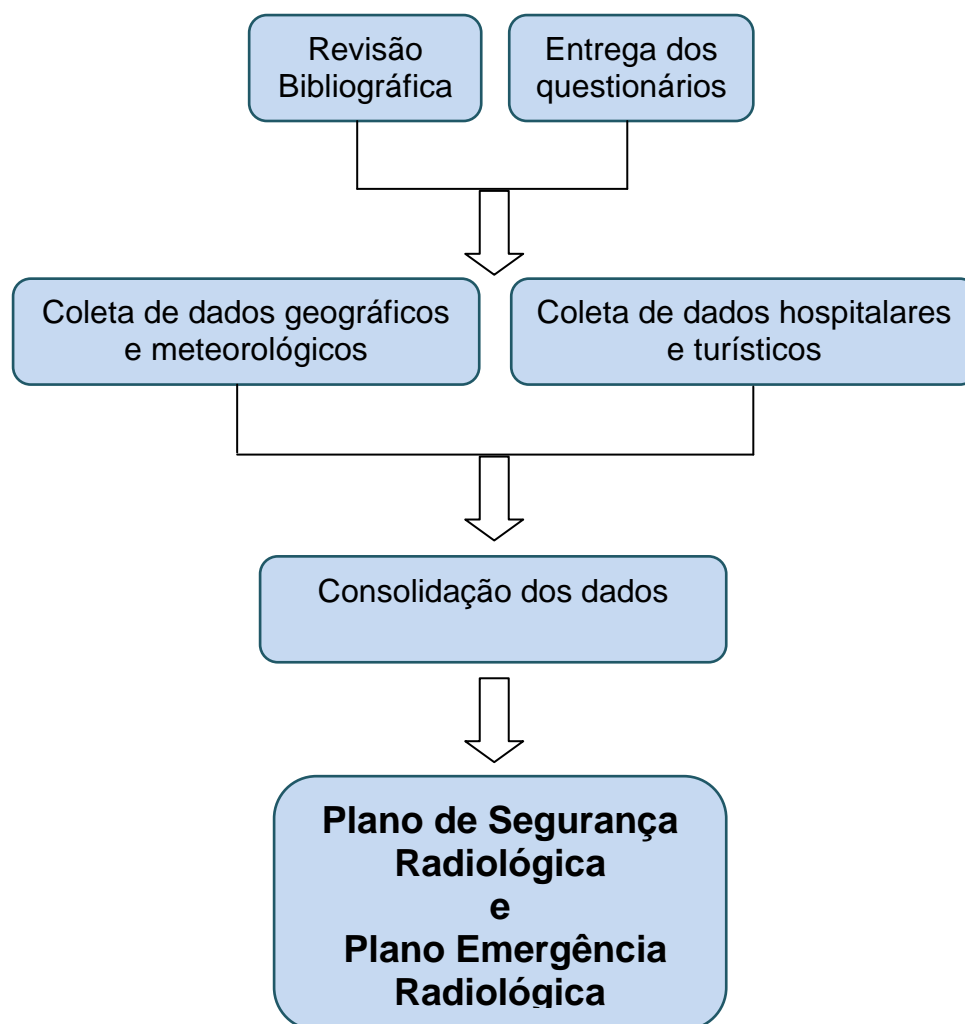 Revisão
Bibliográfica
Entrega dos
questionários
Coleta de dados geográficos
e meteorológicos
Coleta de dados hospitalares
e turísticos
Consolidação dos dados
Plano de Segurança
Radiológica
e
Plano Emergência
Radiológica